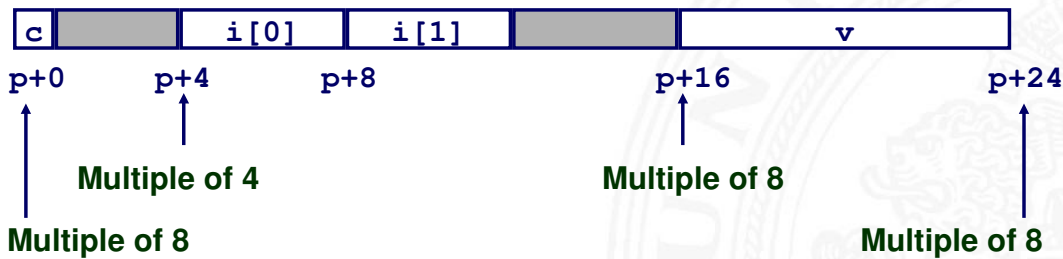 c i[0] i[1] v
p+0 p+4 p+8 p+16 p+24
Multiple of 4 Multiple of 8
Multiple of 8 Multiple of 8